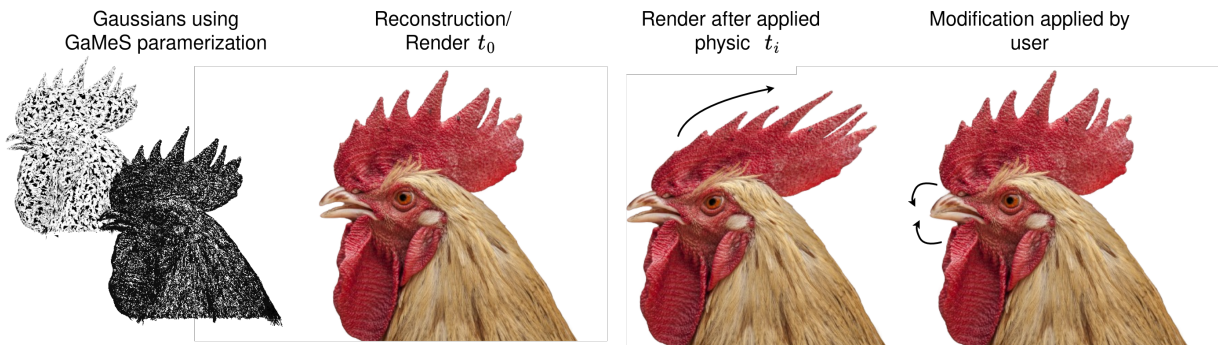 Gaussians using
GaMeS paramerization
Reconstruction/
Render t₀
Render after applied
physic tᵢ
Modification applied by
user